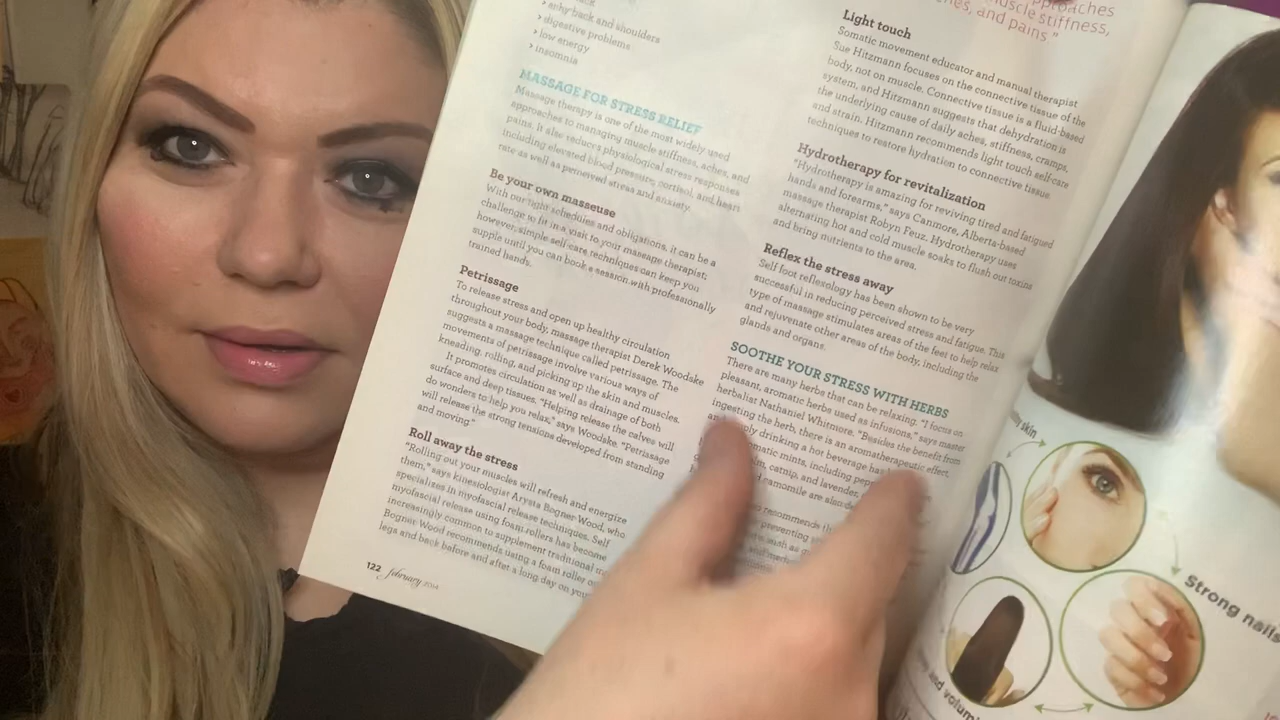 back
achy back and shoulders
> digestive problems
> low energy
> insomnia
MASSAGE FOR STRESS RELIEF
Massage therapy is one of the most widely used
approaches to managing muscle stiffness, aches, and
pains. It also reduces physiological stress responses
including elevated blood pressure, cortisol, and heart
rate as well as perceived stress and anxiety.
Be your own masseuse
With our tight schedules and obligations, it can be a
challenge to fit in a visit to your massage therapist;
however, simple self-care techniques can keep you
supple until you can book a session with professionally
trained hands.
Petrissage
To release stress and open up healthy circulation
throughout your body, massage therapist Derek Woodske
suggests a massage technique called petrissage. The
movements of petrissage involve various ways of
kneading, rolling, and picking up the skin and muscles.
It promotes circulation as well as drainage of both
surface and deep tissues. "Helping release the calves will
do wonders to help you relax," says Woodske. "Petrissage
will release the strong tensions developed from standing
and moving."
Roll away the stress
"Rolling out your muscles will refresh and energize
them," says kinesiologist Arysta Bogner Wood, who
specializes in myofascial release techniques. Self
myofascial release using foam rollers has become
increasingly common to supplement traditional
Bogner Wood recommends using a foam roller
legs and back before and after a long day on your
122 february 2014
approaches
muscle stiffness,
and pains."
Light touch
Somatic movement educator and manual therapist
Sue Hitzmann focuses on the connective tissue of the
body, not on muscle. Connective tissue is a fluid-based
system, and Hitzmann suggests that dehydration is
the underlying cause of daily aches, stiffness, cramps,
and strain. Hitzmann recommends light touch self-care
techniques to restore hydration to connective tissue.
Hydrotherapy for revitalization
"Hydrotherapy is amazing for reviving tired and fatigued
hands and forearms," says Canmore, Alberta-based
massage therapist Robyn Feuz. Hydrotherapy uses
alternating hot and cold muscle soaks to flush out toxins
and bring nutrients to the area.
Reflex the stress away
Self foot reflexology has been shown to be very
successful in reducing perceived stress and fatigue. This
type of massage stimulates areas of the feet to help relax
and rejuvenate other areas of the body, including the
glands and organs.
SOOTHE YOUR STRESS WITH HERBS
There are many herbs that can be relaxing. "I focus on
pleasant, aromatic herbs used as infusions," says master
herbalist Nathaniel Whitmore. "Besides the benefit from
ingesting the herb, there is an aromatherapeutic effect,
drinking a hot beverage
mints, including
catnip, and lavender
camomile are also
recommends
preventing
such as
skin
Strong nails
and volume